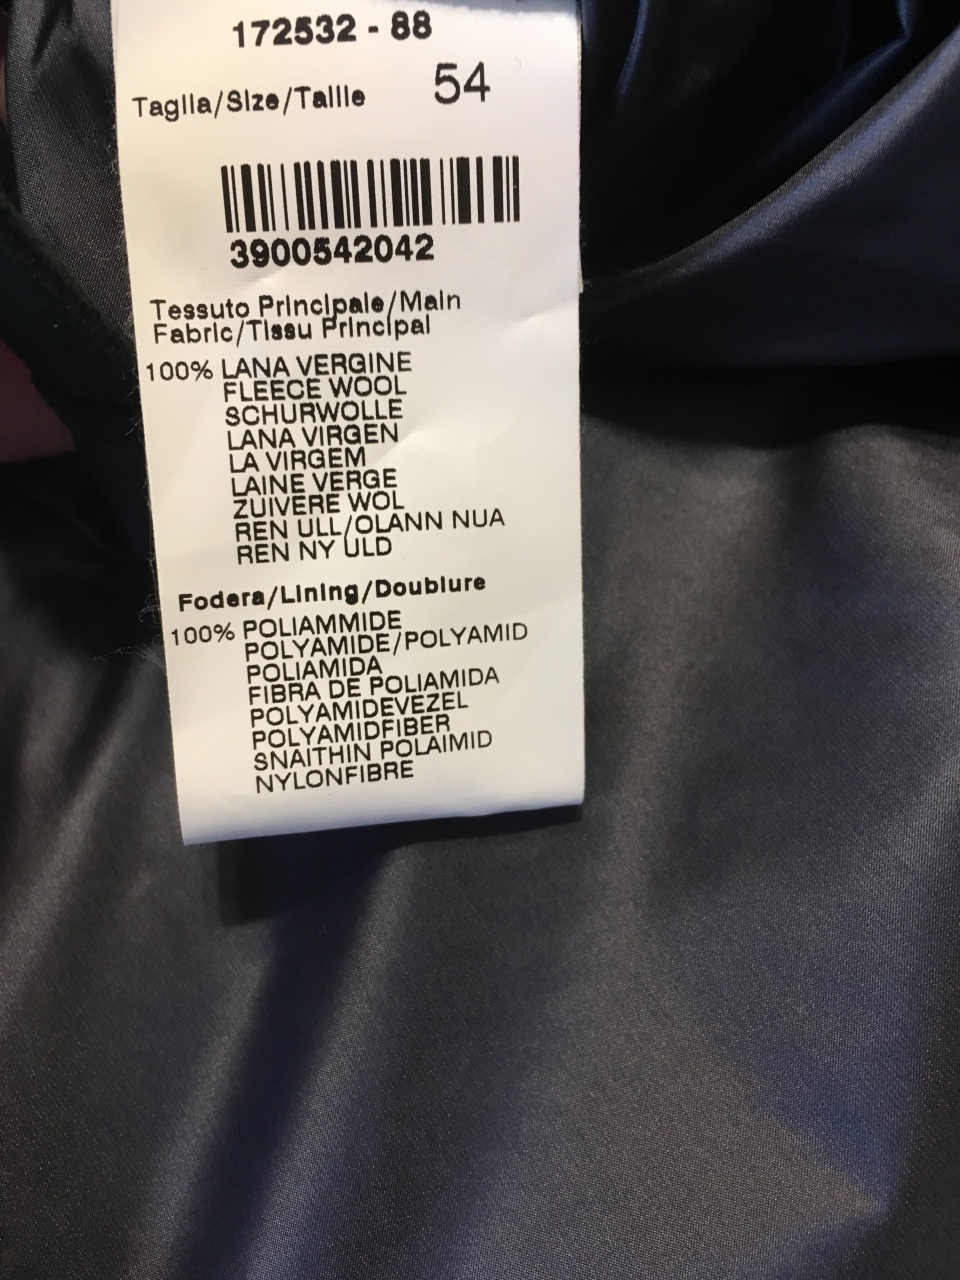 172532 - 88
Taglia/Size/Taille 54
3900542042
Tessuto Principale/Main
Fabric/Tissu Principal
100% LANA VERGINE
FLEECE WOOL
SCHURWOLLE
LANA VIRGEN
LA VIRGEM
LAINE VERGE
ZUIVERE WOL
REN ULL/OLANN NUA
REN NY ULD
Fodera/Lining/Doublure
100% POLIAMMIDE
POLYAMIDE/POLYAMID
POLIAMIDA
FIBRA DE POLIAMIDA
POLYAMIDEVEZEL
POLYAMIDFIBER
SNAITHIN POLAIMID
NYLONFIBRE